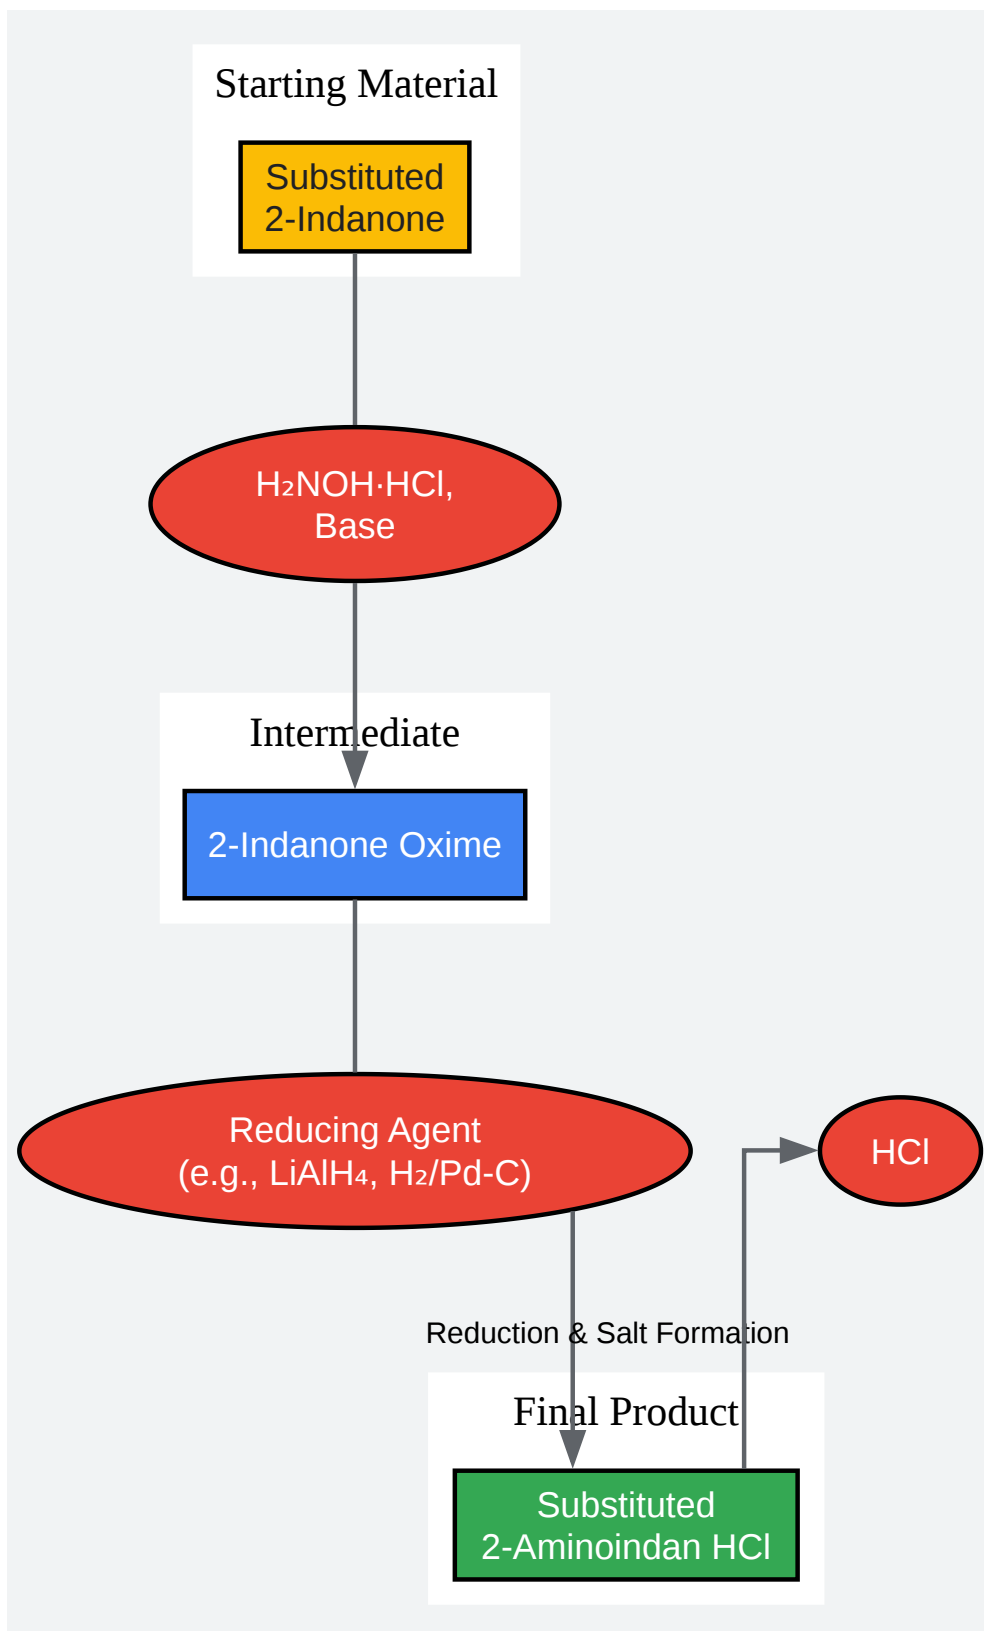 Starting Material
Substituted
2-Indanone
H₂NOH·HCl,
Base
Intermediate
2-Indanone Oxime
Reducing Agent
(e.g., LiAlH₄, H₂/Pd-C)
HCl
Reduction & Salt Formation
Final Product
Substituted
2-Aminoindan HCl